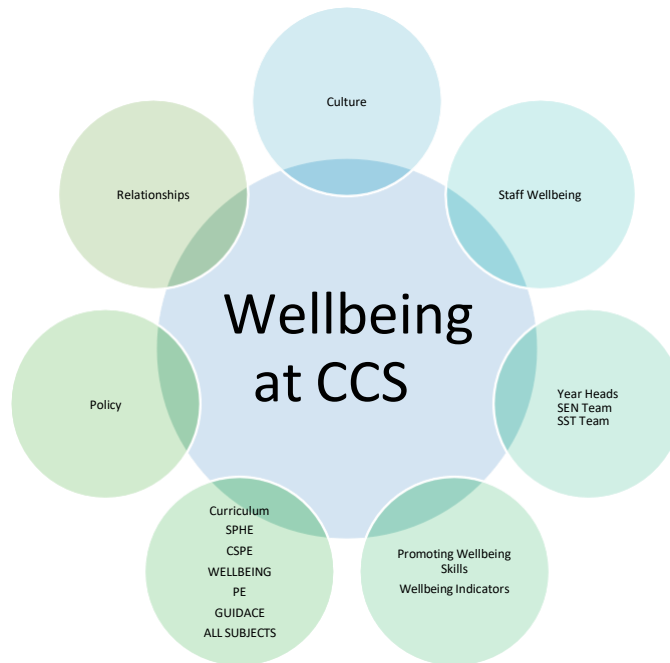 Culture
Staff Wellbeing
Relationships
Wellbeing
at CCS
Year Heads
SEN Team
SST Team
Policy
Promoting Wellbeing
Skills
Wellbeing Indicators
Curriculum
SPHE
CSPE
WELLBEING
PE
GUIDACE
ALL SUBJECTS